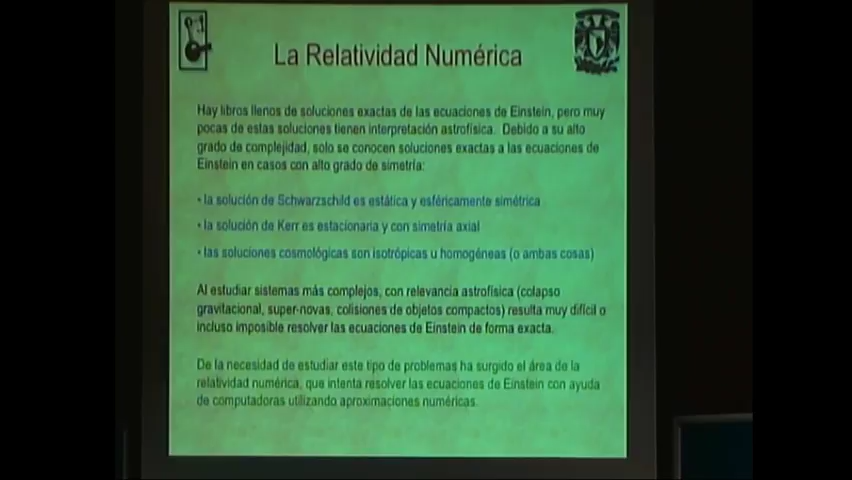 La Relatividad Numérica
Hay libros llenos de soluciones exactas de las ecuaciones de Einstein, pero muy
pocas de estas soluciones tienen interpretación astrofísica. Debido a su alto
grado de complejidad, solo se conocen soluciones exactas a las ecuaciones de
Einstein en casos con alto grado de simetría:
• la solución de Schwarzschild es estática y esféricamente simétrica
• la solución de Kerr es estacionaria y con simetría axial
• las soluciones cosmológicas son isotrópicas u homogéneas (o ambas cosas)
Al estudiar sistemas más complejos, con relevancia astrofísica (colapso
gravitacional, super-novas, colisiones de objetos compactos) resulta muy difícil o
incluso imposible resolver las ecuaciones de Einstein de forma exacta.
De la necesidad de estudiar este tipo de problemas ha surgido el área de la
relatividad numérica, que intenta resolver las ecuaciones de Einstein con ayuda
de computadoras utilizando aproximaciones numéricas.